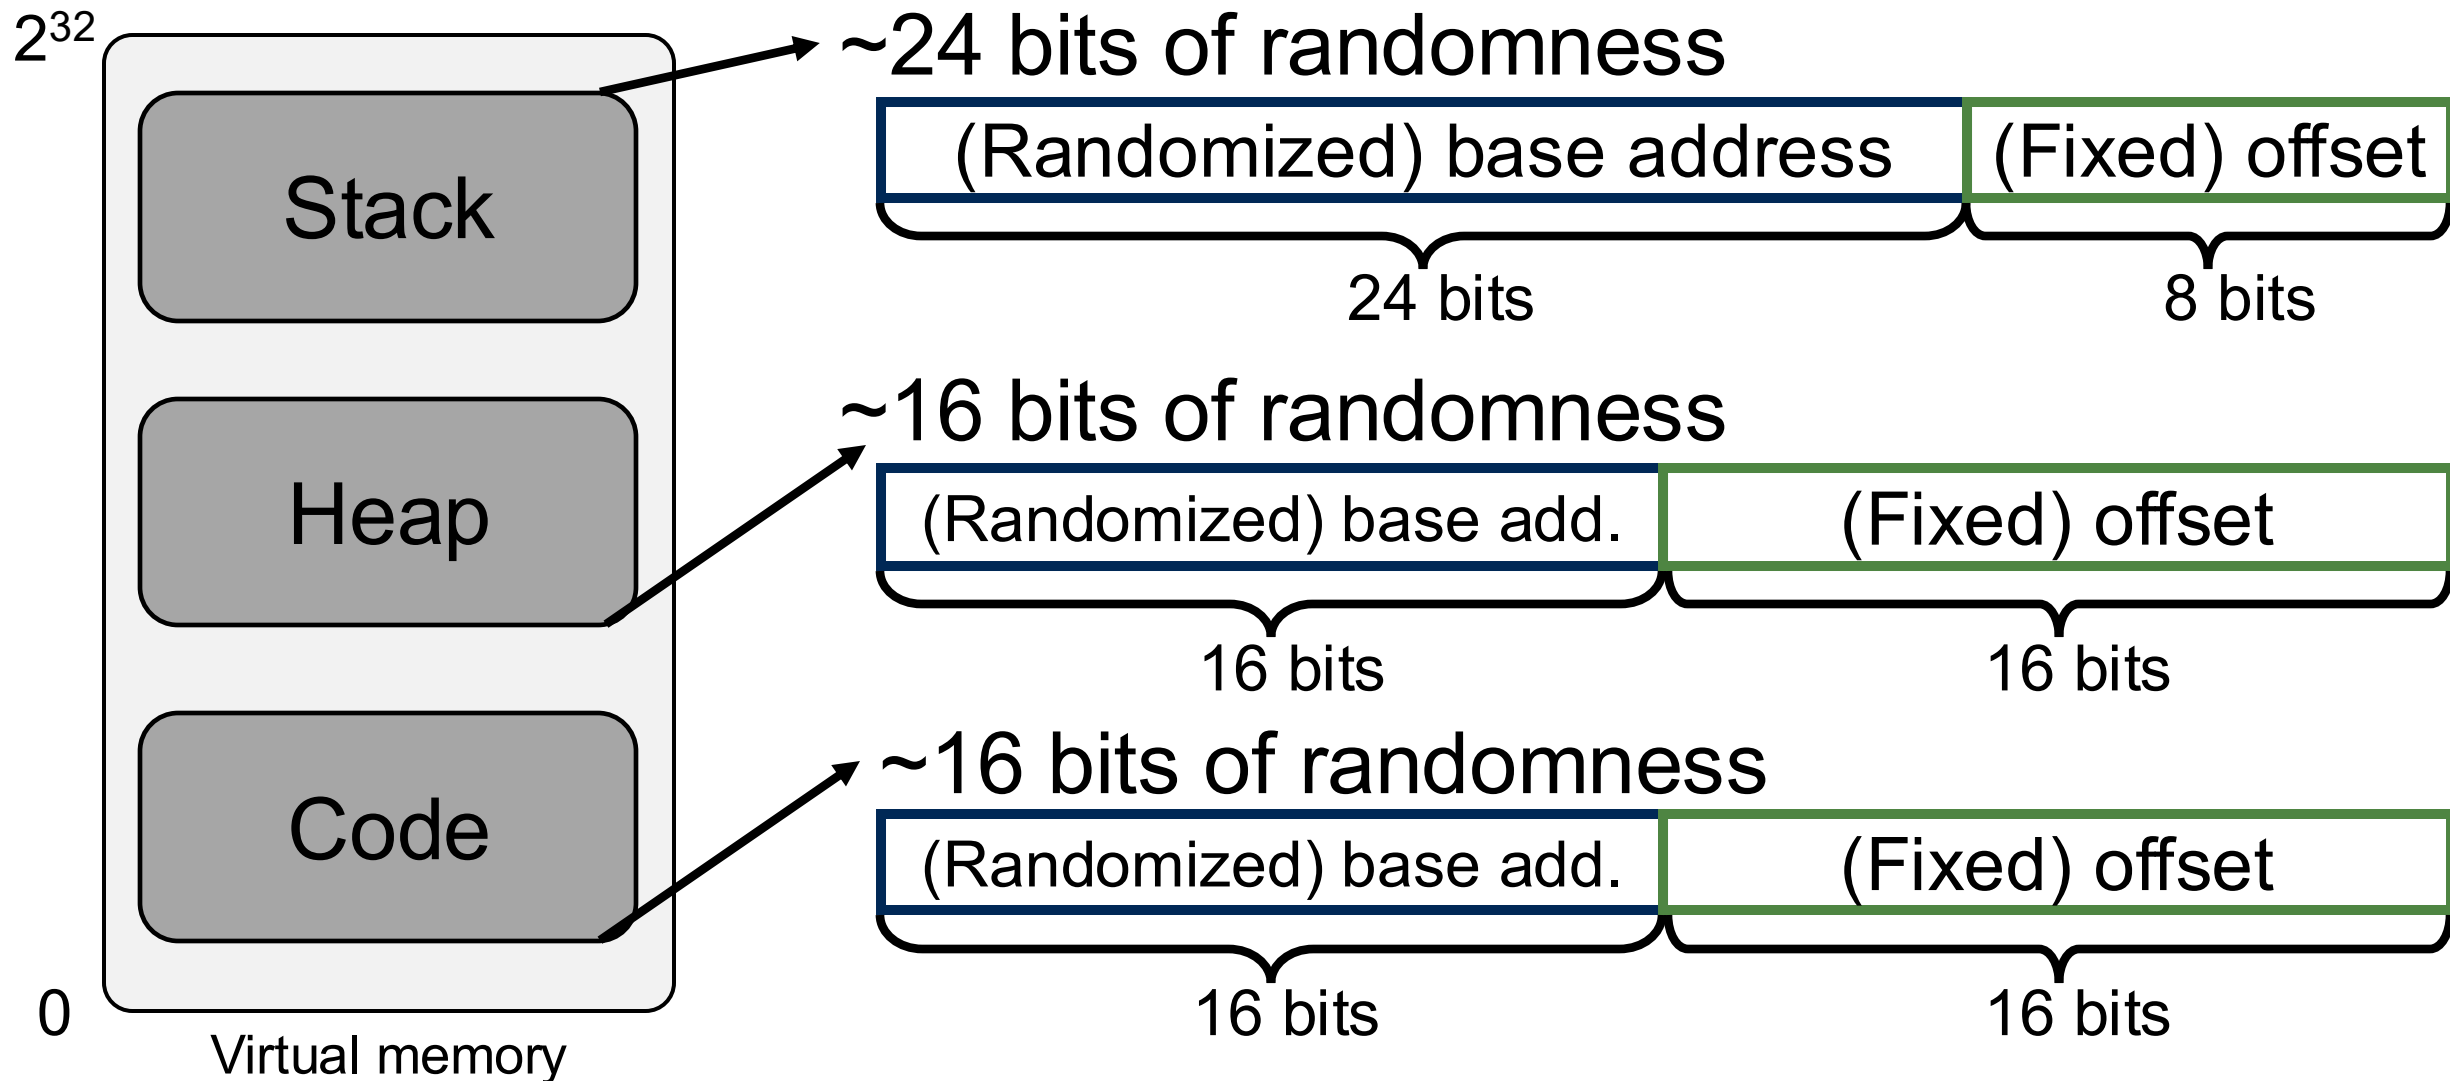 2³²
Stack
Heap
Code
0
Virtual memory
~24 bits of randomness
(Randomized) base address (Fixed) offset
24 bits 8 bits
~16 bits of randomness
(Randomized) base add. (Fixed) offset
16 bits 16 bits
~16 bits of randomness
(Randomized) base add. (Fixed) offset
16 bits 16 bits